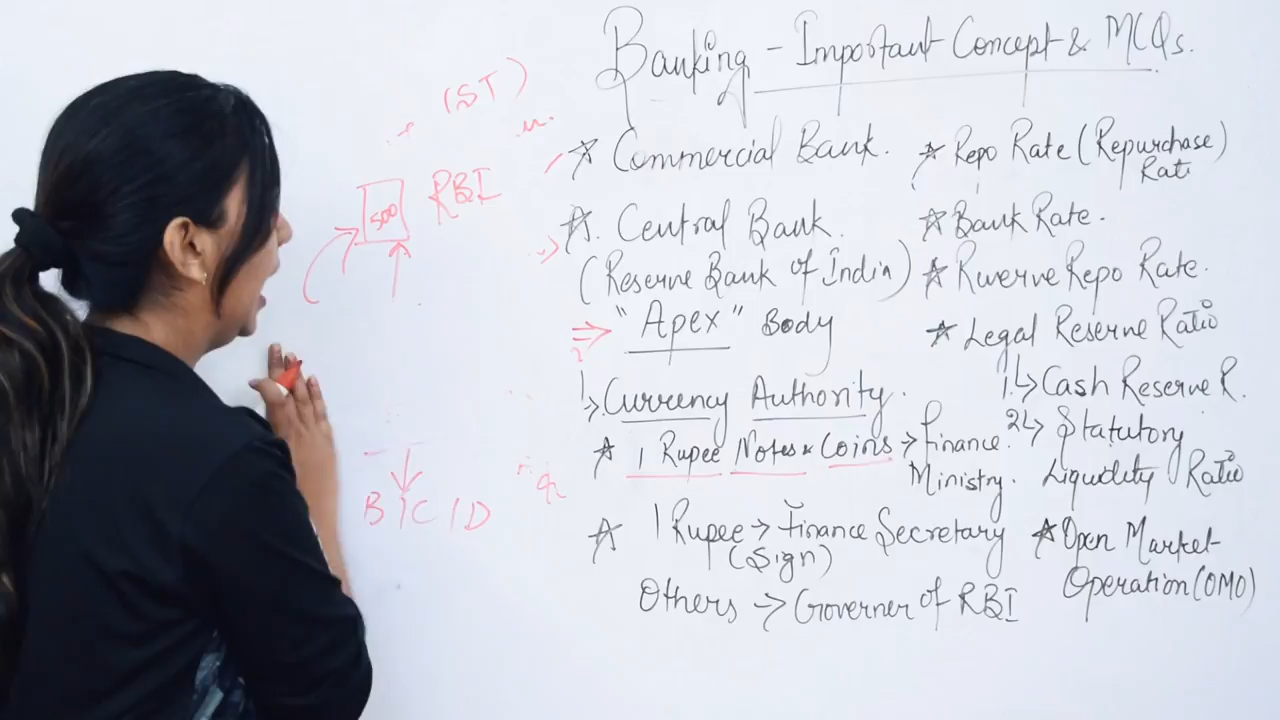 Banking - Important Concept & MCQs.
(ST)
RBI
500
B/C/D
☆ Commercial Bank.
☆. Central Bank.
(Reserve Bank of India)
"Apex" Body
Currency Authority.
☆ 1 Rupee Notes & Coins → Finance
Ministry.
☆ 1 Rupee → Finance Secretary
(Sign)
Others → Governer of RBI
☆ Repo Rate (Repurchase)
Rate
☆ Bank Rate.
☆ Rwerve Repo Rate.
☆ Legal Reserve Ratio
1. ↳ Cash Reserve R.
2 ↳ Statutory
Liquidity Ratio
☆ Open Market
Operation (OMO)